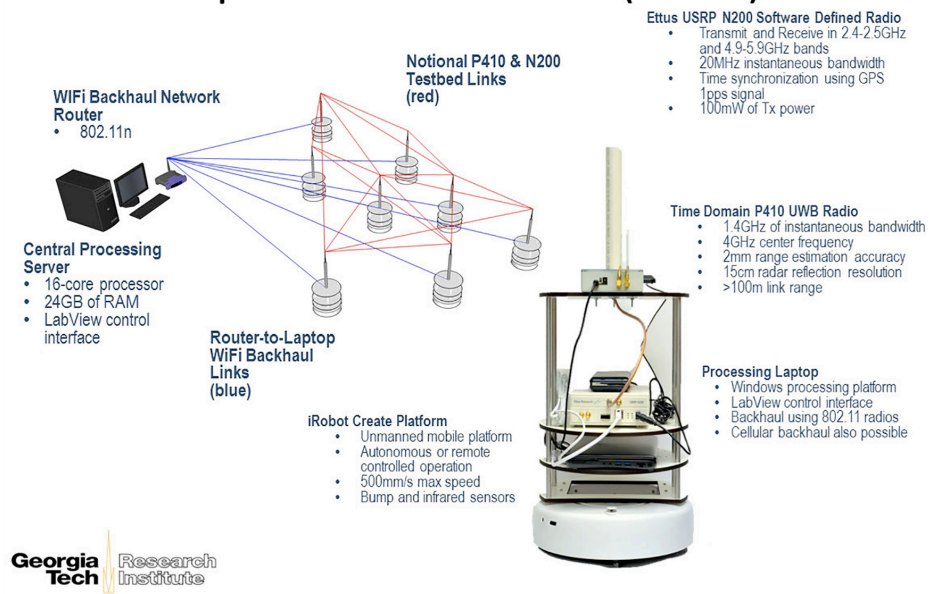 Ettus USRP N200 Software Defined Radio
• Transmit and Receive in 2.4-2.5GHz
and 4.9-5.9GHz bands
• 20MHz instantaneous bandwidth
• Time synchronization using GPS
1pps signal
• 100mW of Tx power
Notional P410 & N200
Testbed Links
(red)
WIFi Backhaul Network
Router
• 802.11n
Time Domain P410 UWB Radio
• 1.4GHz of instantaneous bandwidth
• 4GHz center frequency
• 2mm range estimation accuracy
• 15cm radar reflection resolution
• >100m link range
Central Processing
Server
• 16-core processor
• 24GB of RAM
• LabView control
interface
Router-to-Laptop
WiFi Backhaul
Links
(blue)
Processing Laptop
• Windows processing platform
• LabView control interface
• Backhaul using 802.11 radios
• Cellular backhaul also possible
iRobot Create Platform
• Unmanned mobile platform
• Autonomous or remote
controlled operation
• 500mm/s max speed
• Bump and infrared sensors
Georgia
Tech
Research
Institute